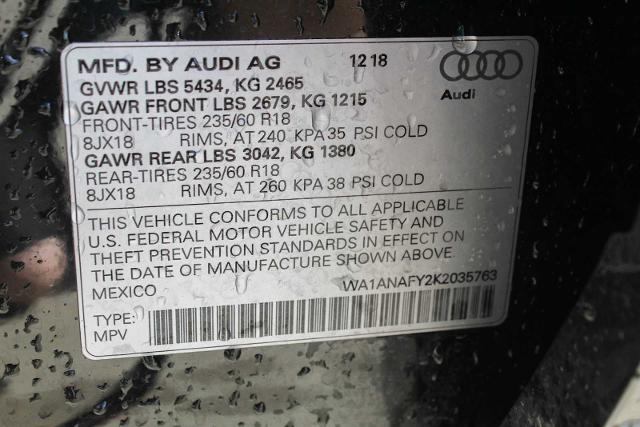 MFD. BY AUDI AG 12 18
Audi
GVWR LBS 5434, KG 2465
GAWR FRONT LBS 2679, KG 1215
FRONT-TIRES 235/60 R18
8JX18 RIMS, AT 240 KPA 35 PSI COLD
GAWR REAR LBS 3042, KG 1380
REAR-TIRES 235/60 R18
8JX18 RIMS, AT 260 KPA 38 PSI COLD
THIS VEHICLE CONFORMS TO ALL APPLICABLE
U.S. FEDERAL MOTOR VEHICLE SAFETY AND
THEFT PREVENTION STANDARDS IN EFFECT ON
THE DATE OF MANUFACTURE SHOWN ABOVE.
MEXICO WA1ANAFY2K2035763
TYPE:
MPV